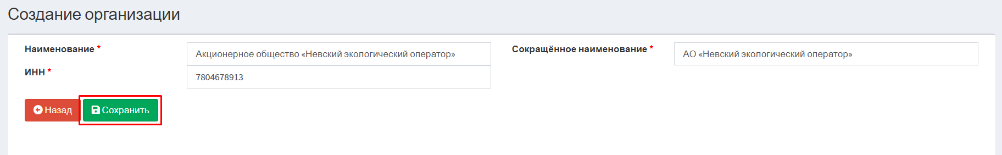 Создание организации
Наименование * Акционерное общество «Невский экологический оператор» Сокращённое наименование * АО «Невский экологический оператор»
ИНН * 7804678913
Назад Сохранить